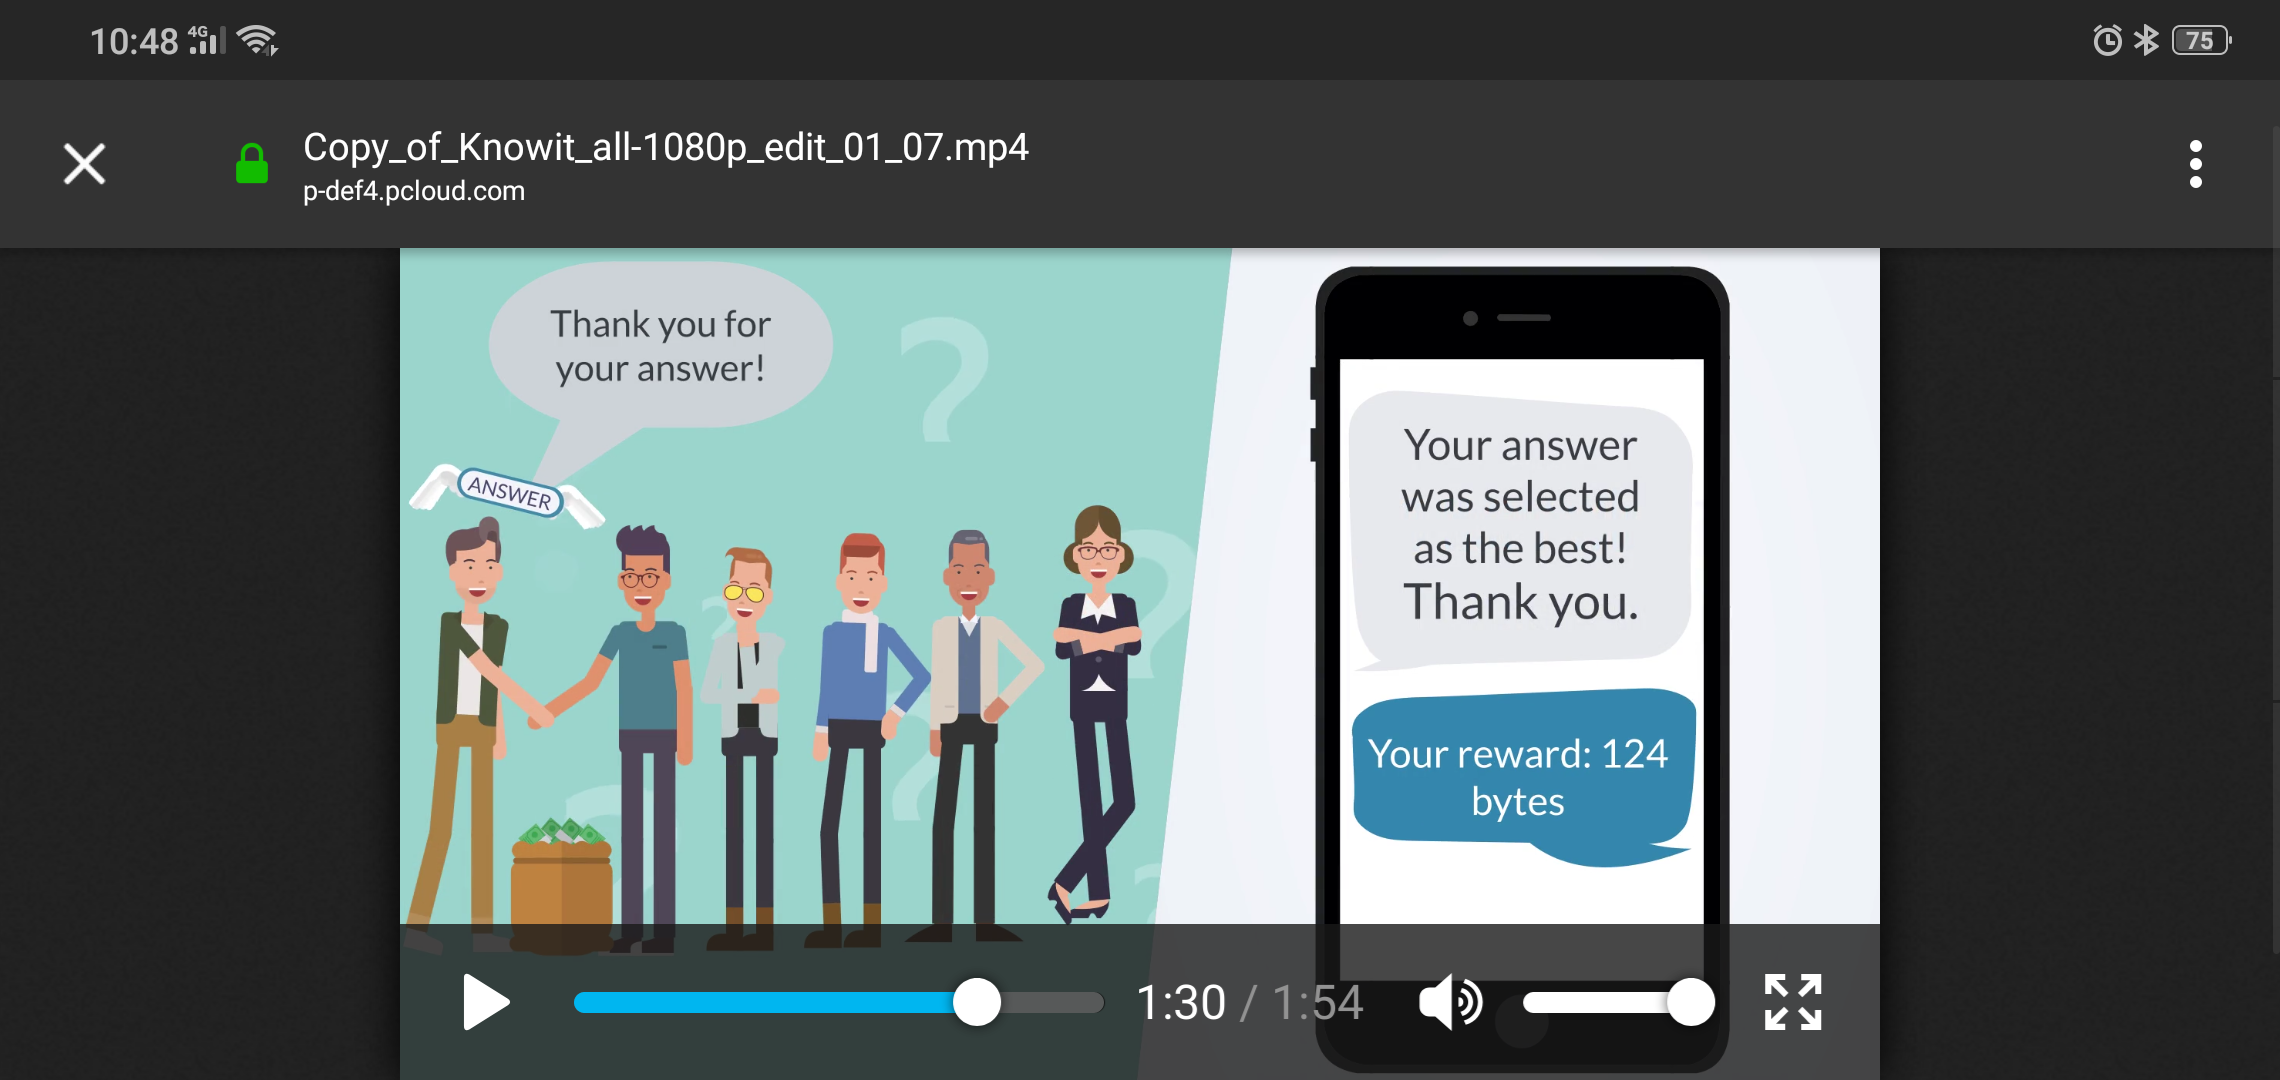 10:48 4G
75
Copy_of_Knowit_all-1080p_edit_01_07.mp4
p-def4.pcloud.com
Thank you for
your answer!
?
ANSWER
?
?
?
?
?
Your answer
was selected
as the best!
Thank you.
Your reward: 124
bytes
1:30 / 1:54